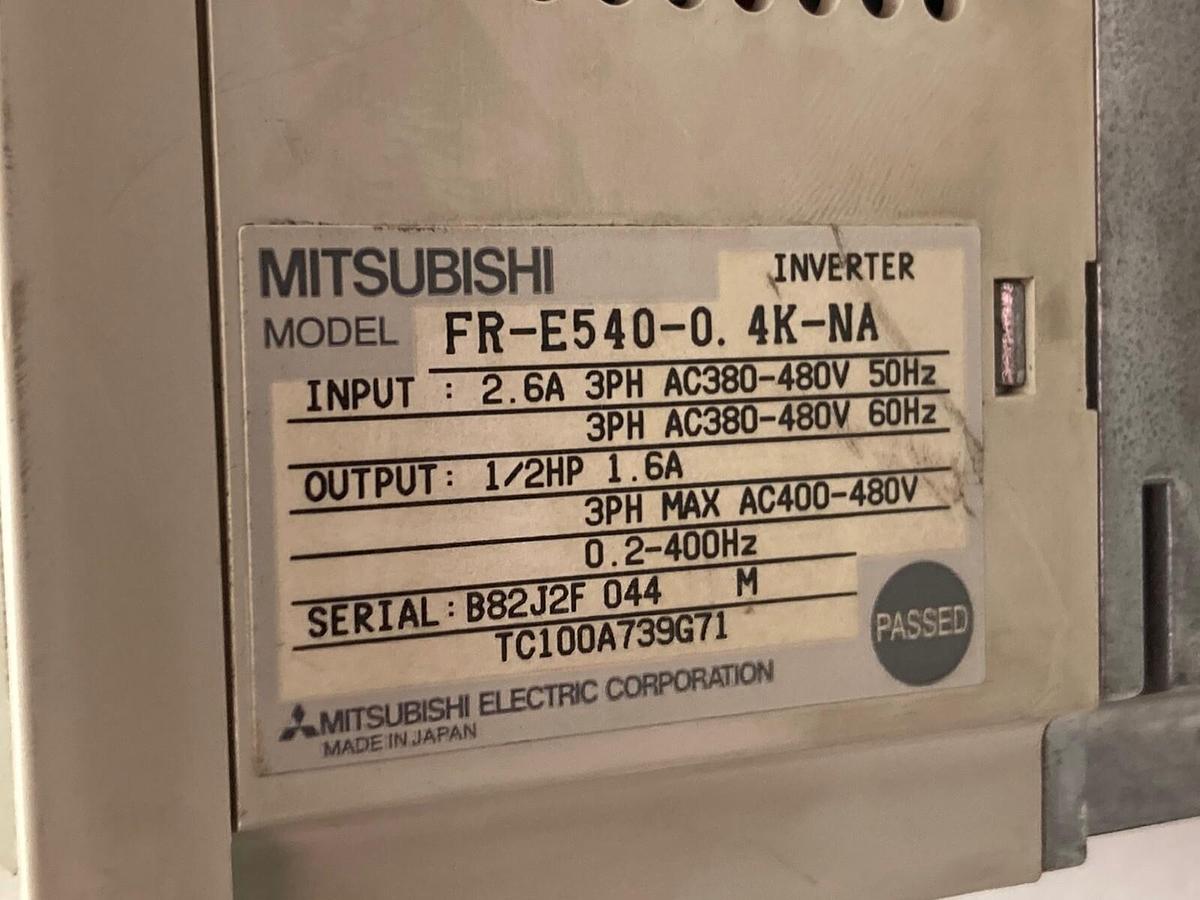 MITSUBISHI INVERTER
MODEL FR-E540-0.4K-NA
INPUT : 2.6A 3PH AC380-480V 50Hz
3PH AC380-480V 60Hz
OUTPUT: 1/2HP 1.6A
3PH MAX AC400-480V
0.2-400Hz
SERIAL: B82J2F 044 M
TC100A739G71
PASSED
MITSUBISHI ELECTRIC CORPORATION
MADE IN JAPAN